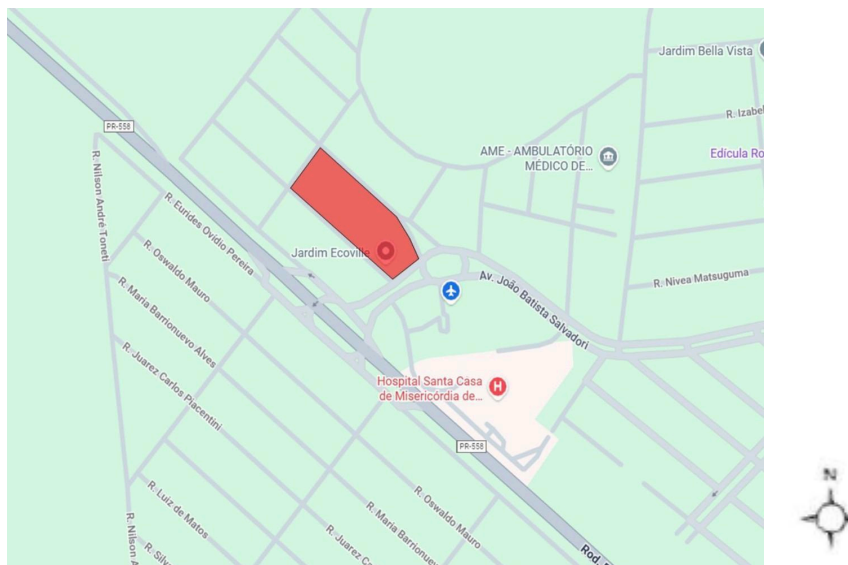 Jardim Bella Vista
R. Izabel
AME - AMBULATÓRIO
MÉDICO DE...
Edícula Ro
PR-558
R. Nilson André Toneti
R. Eurides Ovídio Pereira
Jardim Ecoville
R. Oswaldo Mauro
R. Maria Barrionuevo Alves
R. Juarez Carlos Piacentini
Av. João Batista Salvadori
R. Nivea Matsuguma
Hospital Santa Casa
de Misericórdia de...
H
PR-558
R. Luiz de Matos
R. Oswaldo Mauro
R. Maria Barrionuevo
R. Juarez C
R. Silv
R. Nilson A
Rod.
N